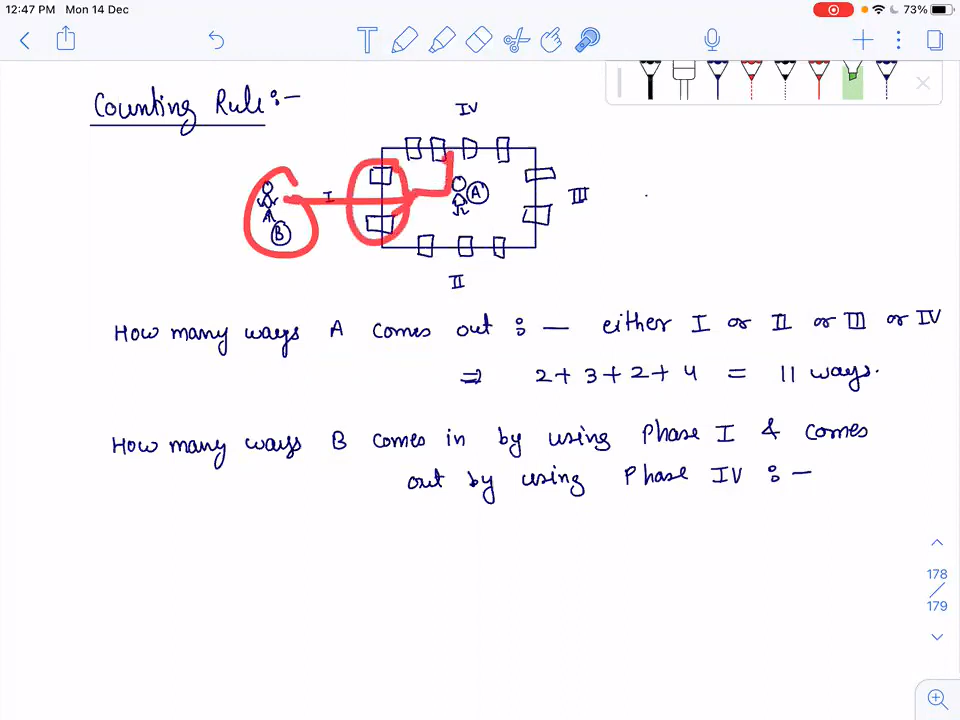 12:47 PM Mon 14 Dec
73%
T
Counting Rule :-
IV
I
A
III
B
II
How many ways A comes out :- either I or II or III or IV
⇒ 2+3+2+4 = 11 ways.
How many ways B comes in by using Phase I & comes
out by using Phase IV :-
178
179